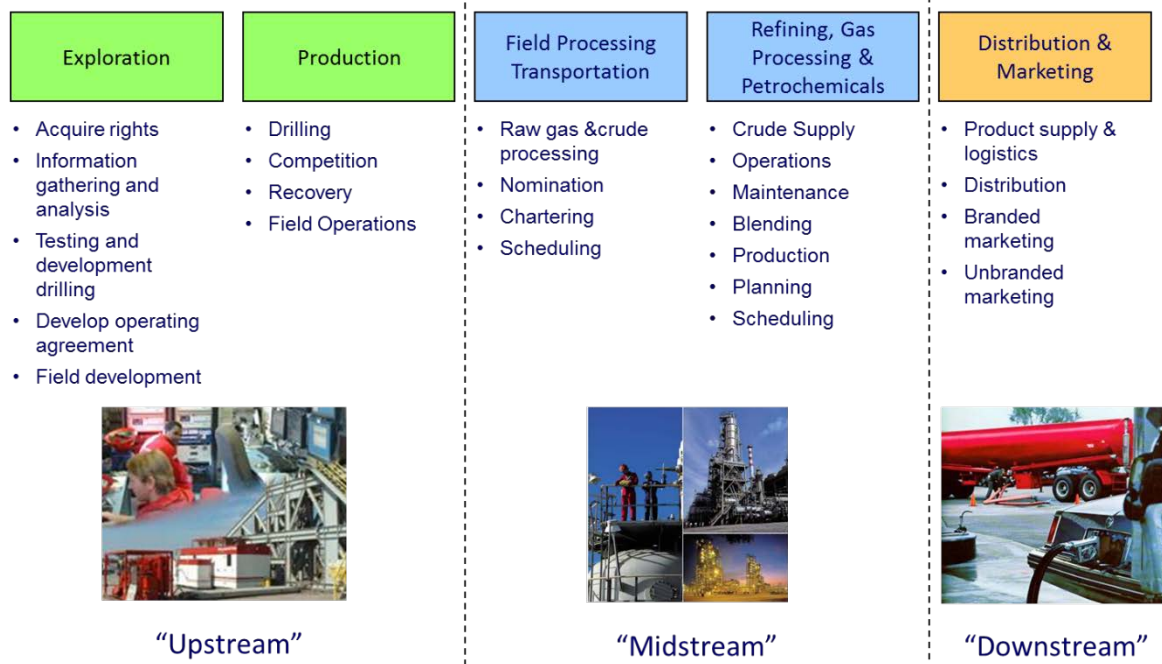 Exploration
Production
Field Processing
Transportation
Refining, Gas
Processing &
Petrochemicals
Distribution &
Marketing
• Acquire rights
• Information
gathering and
analysis
• Testing and
development
drilling
• Develop operating
agreement
• Field development
• Drilling
• Competition
• Recovery
• Field Operations
• Raw gas &crude
processing
• Nomination
• Chartering
• Scheduling
• Crude Supply
• Operations
• Maintenance
• Blending
• Production
• Planning
• Scheduling
• Product supply &
logistics
• Distribution
• Branded
marketing
• Unbranded
marketing
“Upstream”
“Midstream”
“Downstream”